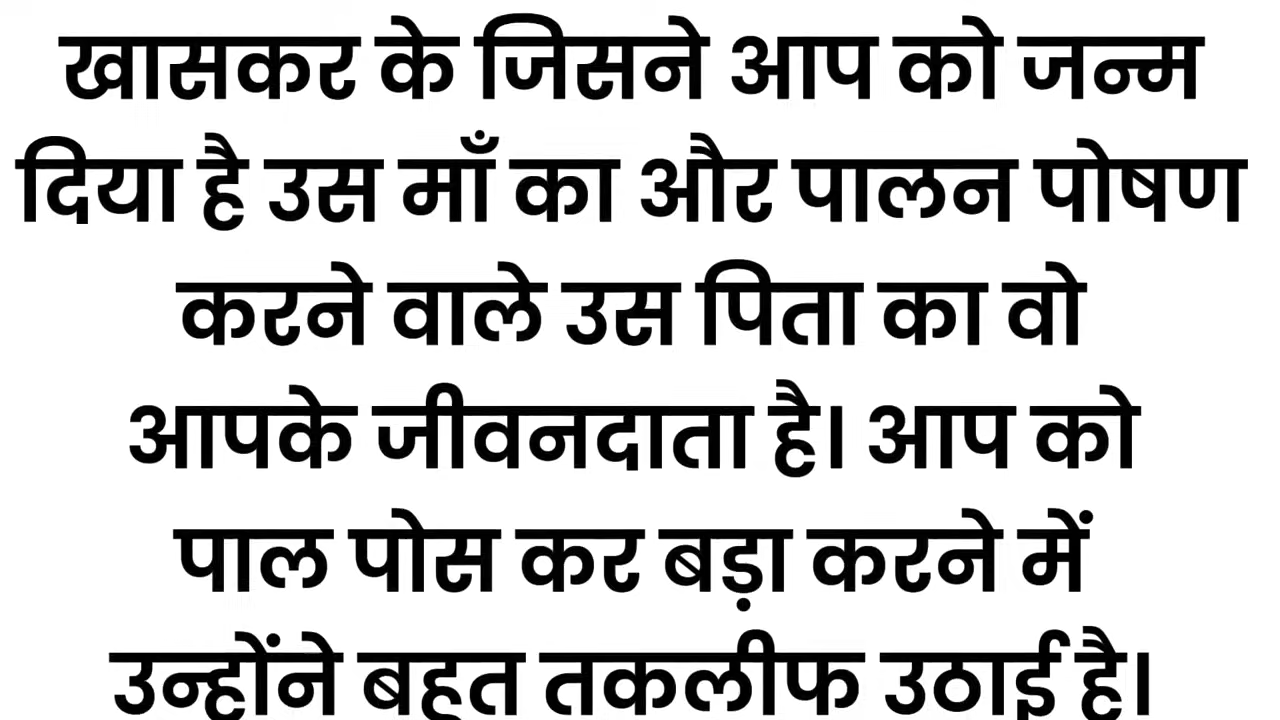 खासकर के जिसने आप को जन्म
दिया है उस माँ का और पालन पोषण
करने वाले उस पिता का वो
आपके जीवनदाता है। आप को
पाल पोस कर बड़ा करने में
उन्होंने बहुत तकलीफ उठाई है।